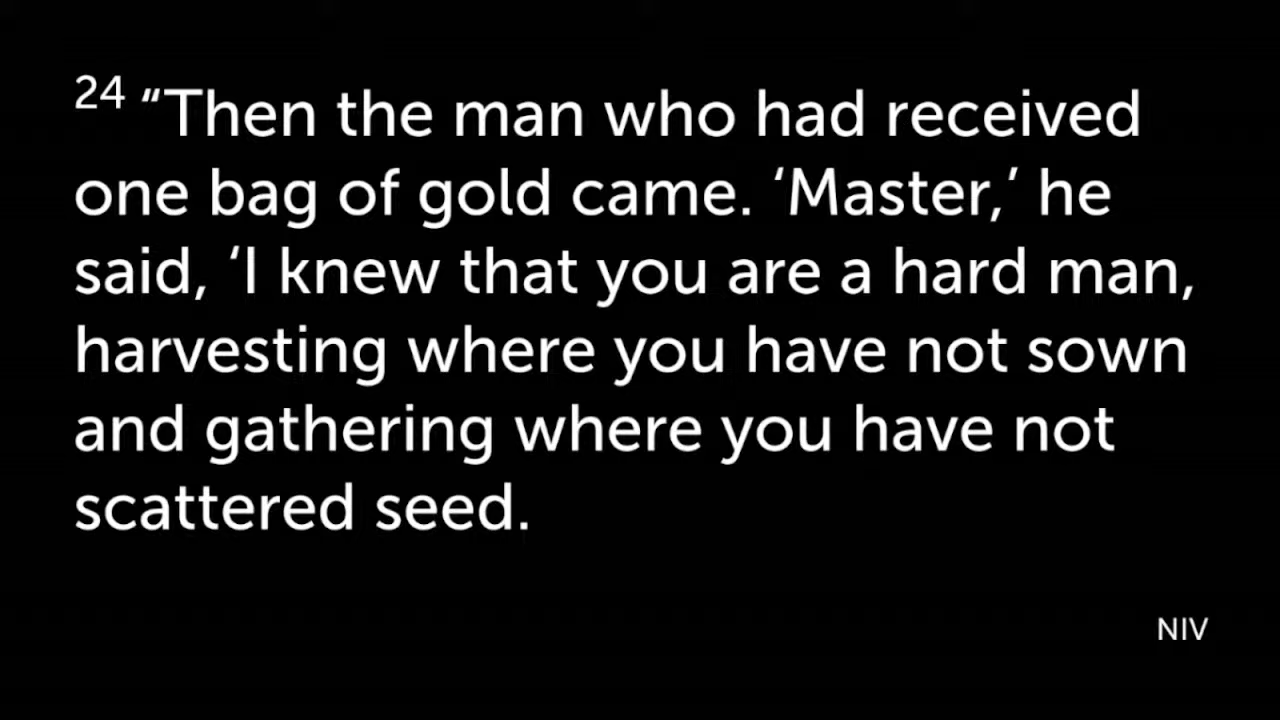 24 “Then the man who had received
one bag of gold came. ‘Master,’ he
said, ‘I knew that you are a hard man,
harvesting where you have not sown
and gathering where you have not
scattered seed.
NIV